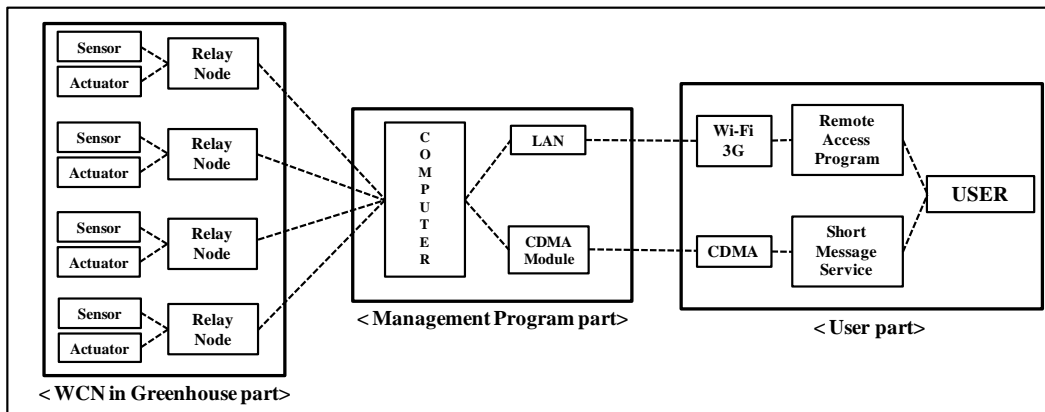 Sensor
Actuator
Relay
Node
Sensor
Actuator
Relay
Node
Sensor
Actuator
Relay
Node
Sensor
Actuator
Relay
Node
< WCN in Greenhouse part>
C
O
M
P
U
T
E
R
LAN
CDMA
Module
< Management Program part>
Wi-Fi
3G
Remote
Access
Program
CDMA
Short
Message
Service
USER
< User part>